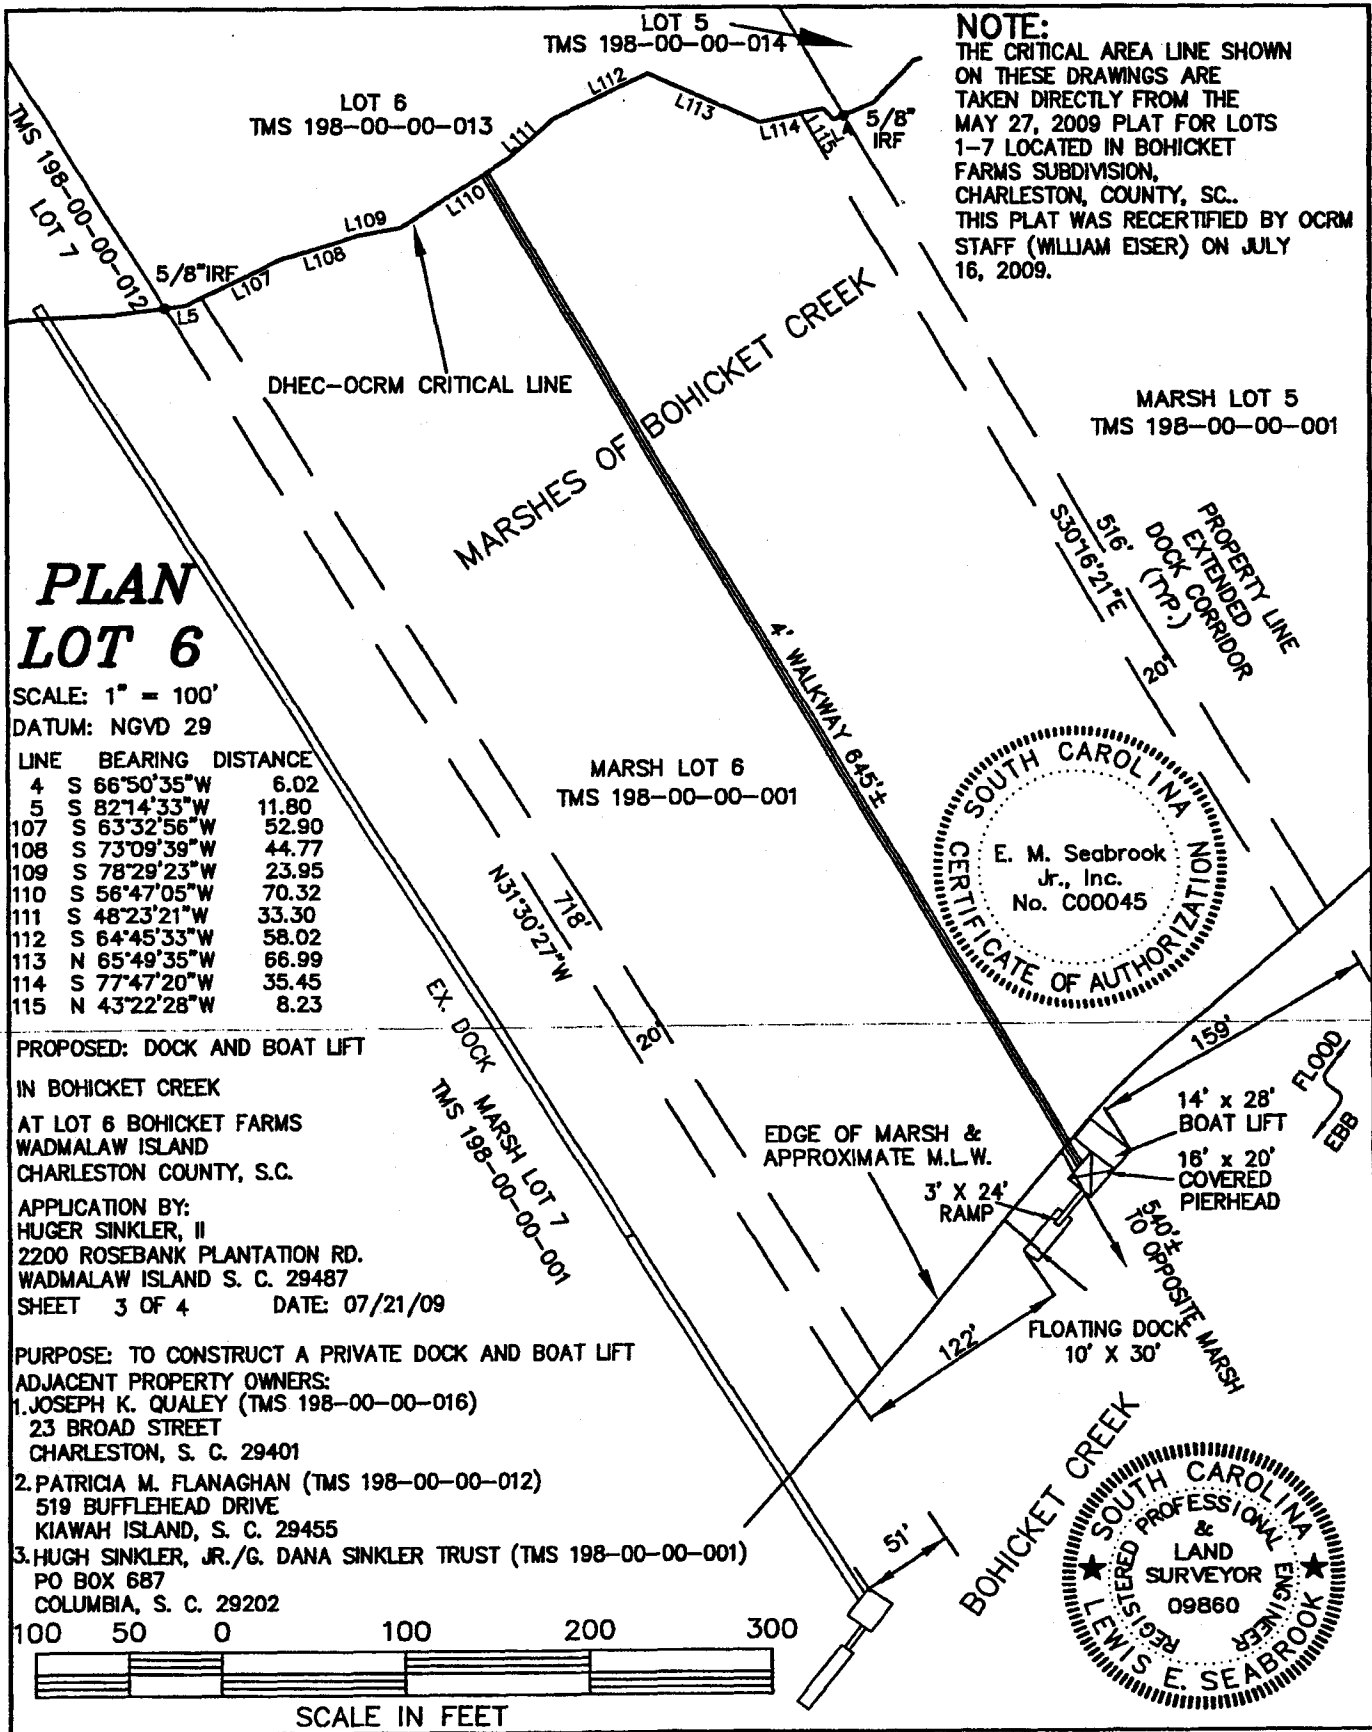 LOT 5
TMS 198-00-00-014
NOTE:
THE CRITICAL AREA LINE SHOWN
ON THESE DRAWINGS ARE
TAKEN DIRECTLY FROM THE
MAY 27, 2009 PLAT FOR LOTS
1-7 LOCATED IN BOHICKET
FARMS SUBDIVISION,
CHARLESTON, COUNTY, SC..
THIS PLAT WAS RECERTIFIED BY OCRM
STAFF (WILLIAM EISER) ON JULY
16, 2009.
LOT 6
TMS 198-00-00-013
TMS 198-00-00-012
LOT 7
5/8"IRF
L5
L107
L108
L109
L110
L111
L112
L113
L114
L115
L4
5/8"
IRF
DHEC-OCRM CRITICAL LINE
MARSHES OF BOHICKET CREEK
MARSH LOT 5
TMS 198-00-00-001
PROPERTY LINE
EXTENDED
DOCK CORRIDOR
(TYP.)
516'
S30°16'21"E
20'
PLAN
LOT 6
SCALE: 1" = 100'
DATUM: NGVD 29
LINE BEARING DISTANCE
4 S 66°50'35"W 6.02
5 S 82°14'33"W 11.80
107 S 63°32'56"W 52.90
108 S 73°09'39"W 44.77
109 S 78°29'23"W 23.95
110 S 56°47'05"W 70.32
111 S 48°23'21"W 33.30
112 S 64°45'33"W 58.02
113 N 65°49'35"W 66.99
114 S 77°47'20"W 35.45
115 N 43°22'28"W 8.23
4' WALKWAY 645'±
MARSH LOT 6
TMS 198-00-00-001
718'
N31°30'27"W
20'
SOUTH CAROLINA
CERTIFICATE OF AUTHORIZATION
E. M. Seabrook
Jr., Inc.
No. C00045
EX. DOCK
MARSH LOT 7
TMS 198-00-00-001
PROPOSED: DOCK AND BOAT LIFT
IN BOHICKET CREEK
AT LOT 6 BOHICKET FARMS
WADMALAW ISLAND
CHARLESTON COUNTY, S.C.
APPLICATION BY:
HUGER SINKLER, II
2200 ROSEBANK PLANTATION RD.
WADMALAW ISLAND S. C. 29487
SHEET 3 OF 4 DATE: 07/21/09
EDGE OF MARSH &
APPROXIMATE M.L.W.
159'
FLOOD
EBB
14' x 28'
BOAT LIFT
16' x 20'
COVERED
PIERHEAD
3' X 24'
RAMP
540'±
TO OPPOSITE MARSH
FLOATING DOCK
10' X 30'
122'
51'
BOHICKET CREEK
PURPOSE: TO CONSTRUCT A PRIVATE DOCK AND BOAT LIFT
ADJACENT PROPERTY OWNERS:
1. JOSEPH K. QUALEY (TMS 198-00-00-016)
23 BROAD STREET
CHARLESTON, S. C. 29401
2. PATRICIA M. FLANAGHAN (TMS 198-00-00-012)
519 BUFFLEHEAD DRIVE
KIAWAH ISLAND, S. C. 29455
3. HUGH SINKLER, JR./G. DANA SINKLER TRUST (TMS 198-00-00-001)
PO BOX 687
COLUMBIA, S. C. 29202
SOUTH CAROLINA
REGISTERED PROFESSIONAL ENGINEER
&
LAND
SURVEYOR
09860
LEWIS E. SEABROOK
100 50 0 100 200 300
SCALE IN FEET